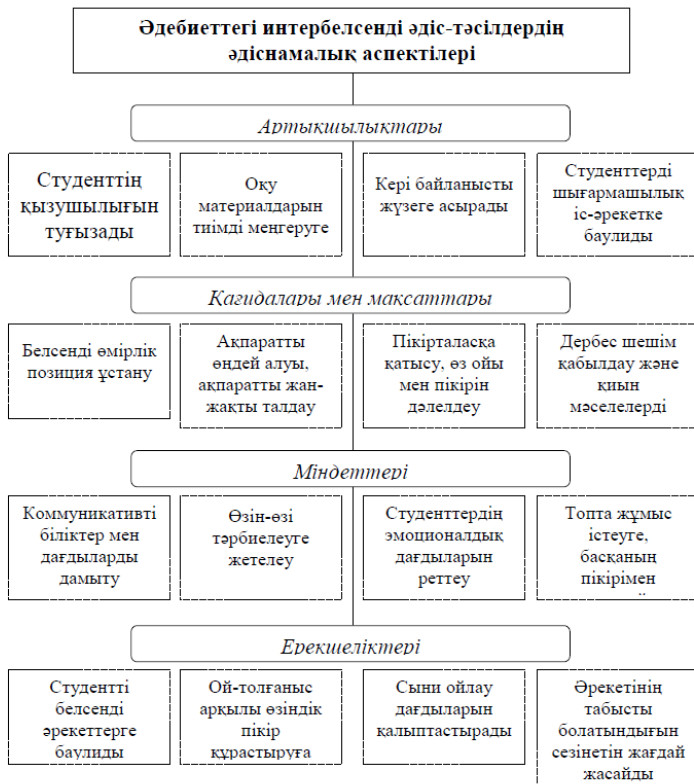 Әдебиеттегі интербелсенді әдіс-тәсілдердің
әдіснамалық аспектілері
Артықшылықтары
Студенттің
қызушылығын
туғызады
Оқу
материалдарын
тиімді меңгеруге
Кері байланысты
жүзеге асырады
Студенттерді
шығармашылық
іс-әрекетке
баулиды
Қағидалары мен мақсаттары
Белсенді өмірлік
позиция ұстану
Ақпаратты
өңдей алуы,
ақпаратты жан-
жақты талдау
Пікірталасқа
қатысу, өз ойы
мен пікірін
дәлелдеу
Дербес шешім
қабылдау және
қиын
мәселелерді
Міндеттері
Коммуникативті
біліктер мен
дағдыларды
дамыту
Өзін-өзі
тәрбиелеуге
жетелеу
Студенттердің
эмоционалдық
дағдыларын
реттеу
Топта жұмыс
істеуге,
басқаның
пікірімен
Ерекшеліктері
Студентті
белсенді
әрекеттерге
баулиды
Ой-толғаныс
арқылы өзіндік
пікір
құрастыруға
Сыни ойлау
дағдыларын
қалыптастырады
Әрекетінің
табысты
болатындығын
сезінетін жағдай
жасайды